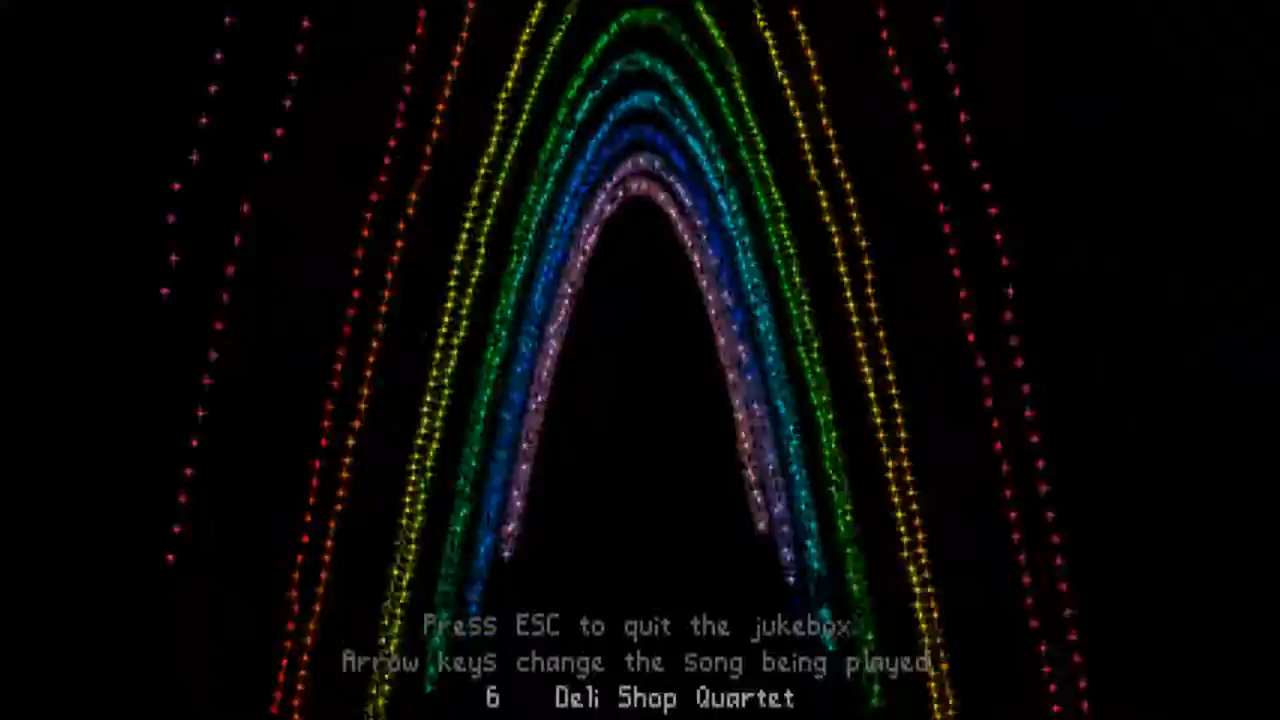 Press ESC to quit the jukebox.
Arrow keys change the song being played.
6 Deli Shop Quartet